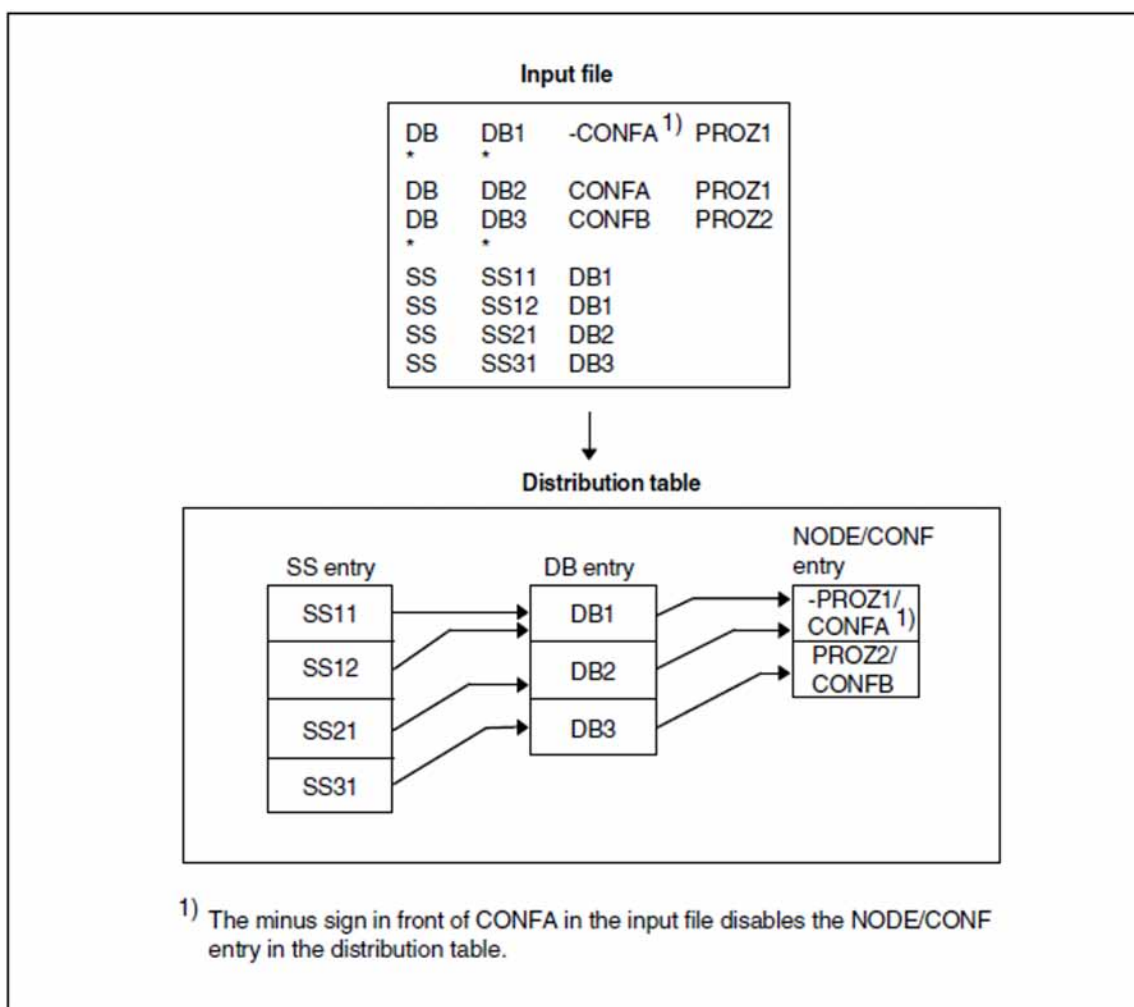 Input file
DB DB1 -CONFA 1) PROZ1
* *
DB DB2 CONFA PROZ1
DB DB3 CONFB PROZ2
* *
SS SS11 DB1
SS SS12 DB1
SS SS21 DB2
SS SS31 DB3
Distribution table
SS entry
SS11
SS12
SS21
SS31
DB entry
DB1
DB2
DB3
NODE/CONF
entry
-PROZ1/
CONFA 1)
PROZ2/
CONFB
1) The minus sign in front of CONFA in the input file disables the NODE/CONF
entry in the distribution table.